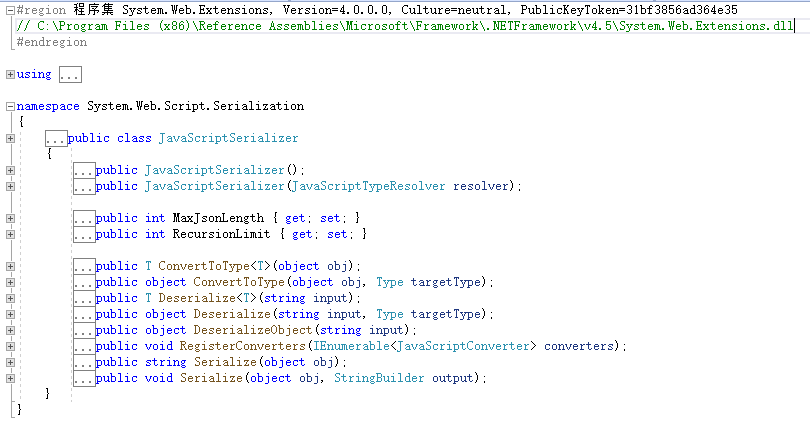 #region 程序集 System.Web.Extensions, Version=4.0.0.0, Culture=neutral, PublicKeyToken=31bf3856ad364e35
// C:\Program Files (x86)\Reference Assemblies\Microsoft\Framework\.NETFramework\v4.5\System.Web.Extensions.dll
#endregion
using ...
namespace System.Web.Script.Serialization
{
...public class JavaScriptSerializer
{
...public JavaScriptSerializer();
...public JavaScriptSerializer(JavaScriptTypeResolver resolver);
...public int MaxJsonLength { get; set; }
...public int RecursionLimit { get; set; }
...public T ConvertToType<T>(object obj);
...public object ConvertToType(object obj, Type targetType);
...public T Deserialize<T>(string input);
...public object Deserialize(string input, Type targetType);
...public object DeserializeObject(string input);
...public void RegisterConverters(IEnumerable<JavaScriptConverter> converters);
...public string Serialize(object obj);
...public void Serialize(object obj, StringBuilder output);
}
}